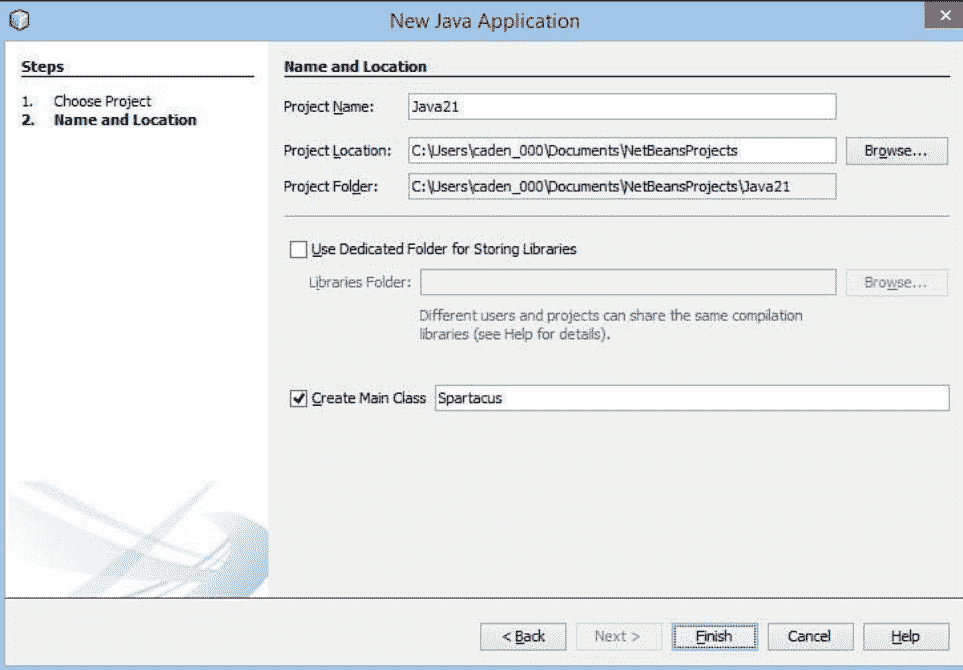 New Java Application
Steps
1. Choose Project
2. Name and Location
Name and Location
Project Name: Java21
Project Location: C:\Users\caden_000\Documents\NetBeansProjects Browse...
Project Folder: C:\Users\caden_000\Documents\NetBeansProjects\Java21
Use Dedicated Folder for Storing Libraries
Libraries Folder: Browse...
Different users and projects can share the same compilation
libraries (see Help for details).
Create Main Class Spartacus
< Back Next > Finish Cancel Help